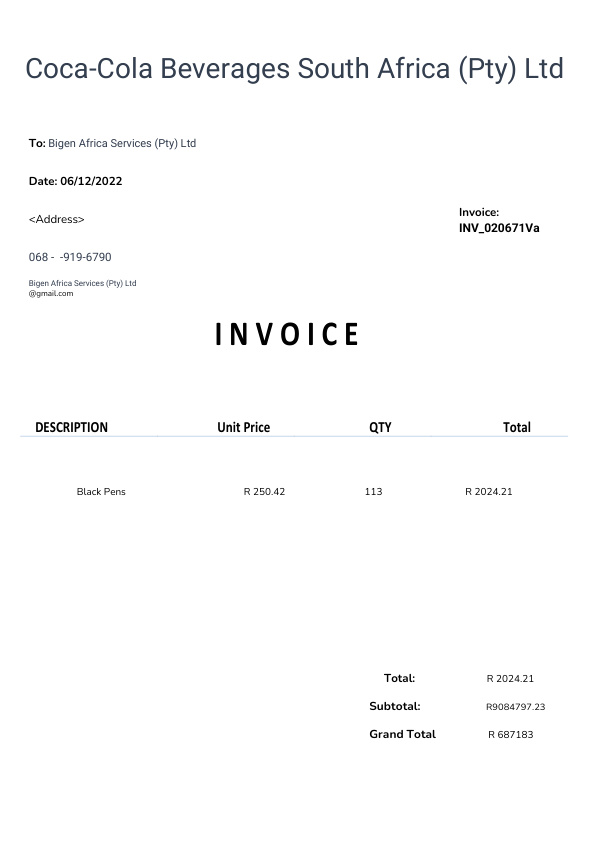 Coca-Cola Beverages South Africa (Pty) Ltd
To: Bigen Africa Services (Pty) Ltd
Date: 06/12/2022
<Address>
Invoice:
INV_020671Va
068 -  -919-6790
Bigen Africa Services (Pty) Ltd
@gmail.com
INVOICE
DESCRIPTION Unit Price QTY Total
Black Pens R 250.42 113 R 2024.21
Total: R 2024.21
Subtotal: R9084797.23
Grand Total R 687183